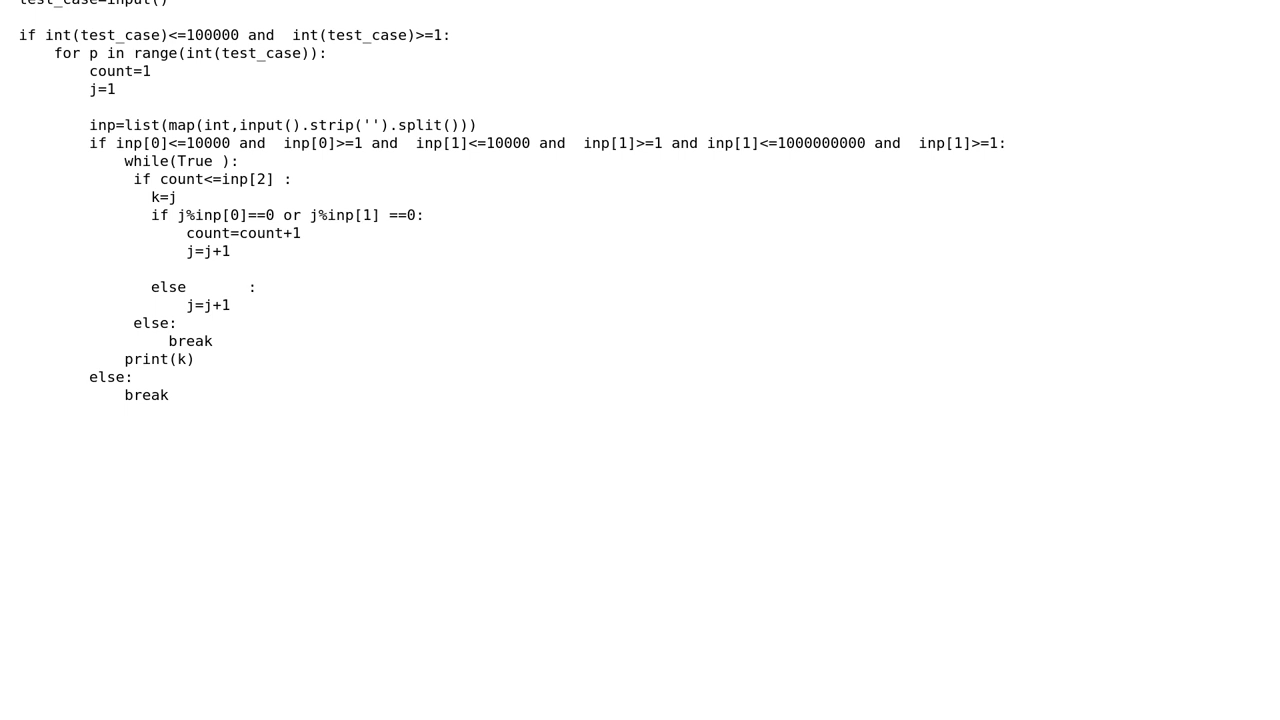 test_case=input()
if int(test_case)<=100000 and  int(test_case)>=1:
    for p in range(int(test_case)):
        count=1
        j=1
        inp=list(map(int,input().strip('').split()))
        if inp[0]<=10000 and  inp[0]>=1 and  inp[1]<=10000 and  inp[1]>=1 and inp[1]<=1000000000 and  inp[1]>=1:
            while(True ):
             if count<=inp[2] :
               k=j
               if j%inp[0]==0 or j%inp[1] ==0:
                   count=count+1
                   j=j+1
               else       :
                   j=j+1
             else:
                 break
            print(k)
        else:
            break